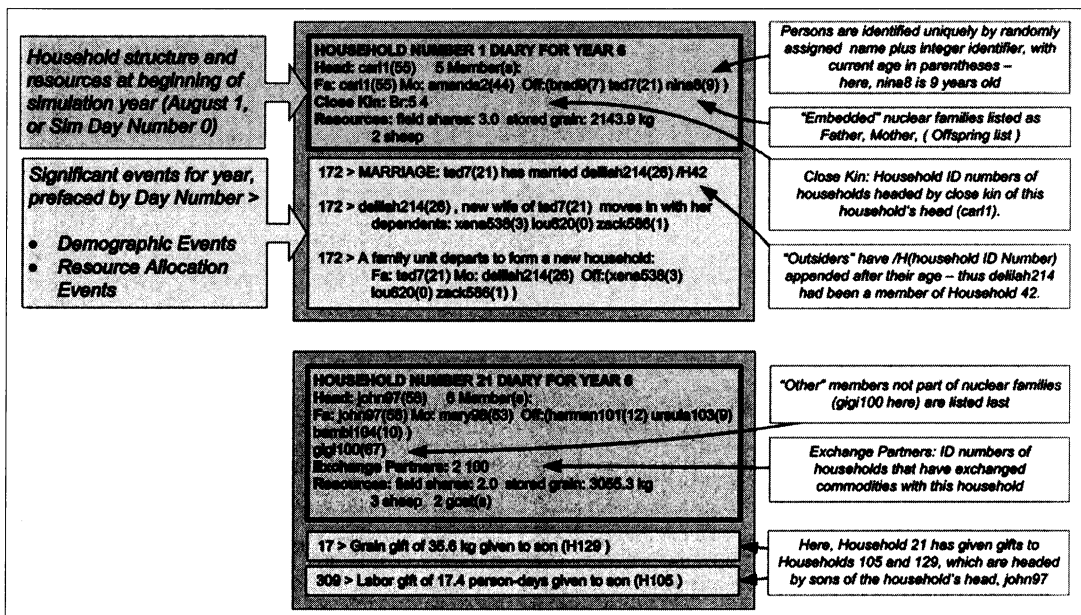 Household structure and
resources at beginning of
simulation year (August 1,
or Sim Day Number 0)
HOUSEHOLD NUMBER 1 DIARY FOR YEAR 6
Head: carl1(55) 5 Member(s):
Fa: carl1(55) Mo: amanda2(44) Off:(brad9(7) ted7(21) nina8(9) )
Close Kin: Br:5 4
Resources: field shares: 3.0 stored grain: 2143.9 kg
2 sheep
Persons are identified uniquely by randomly
assigned name plus integer identifier, with
current age in parentheses –
here, nina8 is 9 years old
"Embedded" nuclear families listed as
Father, Mother, ( Offspring list )
Significant events for year,
prefaced by Day Number >
• Demographic Events
• Resource Allocation
Events
172 > MARRIAGE: ted7(21) has married delilah214(26) /H42
172 > delilah214(26) , new wife of ted7(21) moves in with her
dependents: xena538(3) lou620(0) zack586(1)
172 > A family unit departs to form a new household:
Fa: ted7(21) Mo: delilah214(26) Off:(xena538(3)
lou620(0) zack586(1) )
Close Kin: Household ID numbers of
households headed by close kin of this
household's head (carl1).
"Outsiders" have /H(household ID Number)
appended after their age – thus delilah214
had been a member of Household 42.
HOUSEHOLD NUMBER 21 DIARY FOR YEAR 6
Head: john97(58) 6 Member(s):
Fa: john97(58) Mo: mary98(53) Off:(herman101(12) ursula103(9)
bambi104(10) )
gigi100(67)
Exchange Partners: 2 100
Resources: field shares: 2.0 stored grain: 3055.3 kg
3 sheep 2 goat(s)
17 > Grain gift of 35.6 kg given to son (H129 )
309 > Labor gift of 17.4 person-days given to son (H105 )
"Other" members not part of nuclear families
(gigi100 here) are listed last
Exchange Partners: ID numbers of
households that have exchanged
commodities with this household
Here, Household 21 has given gifts to
Households 105 and 129, which are headed
by sons of the household's head, john97